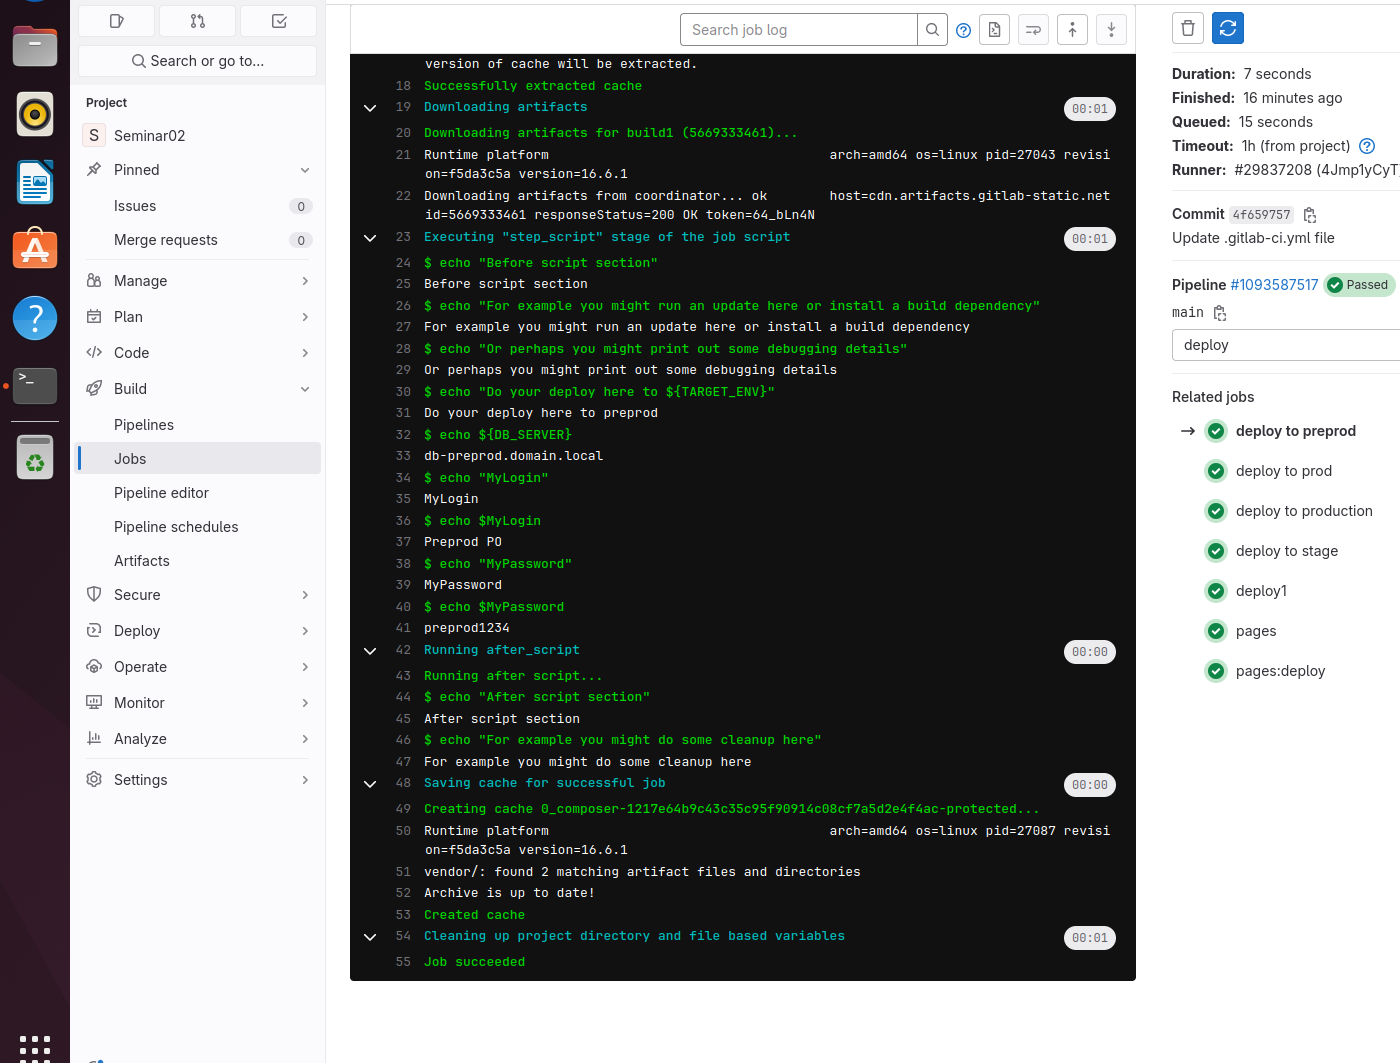 Search or go to...
Project
S Seminar02
Pinned
Issues 0
Merge requests 0
Manage
Plan
Code
Build
Pipelines
Jobs
Pipeline editor
Pipeline schedules
Artifacts
Secure
Deploy
Operate
Monitor
Analyze
Settings
Search job log
version of cache will be extracted.
18 Successfully extracted cache
19 Downloading artifacts 00:01
20 Downloading artifacts for build1 (5669333461)...
21 Runtime platform arch=amd64 os=linux pid=27043 revisi
on=f5da3c5a version=16.6.1
22 Downloading artifacts from coordinator... ok host=cdn.artifacts.gitlab-static.net
id=5669333461 responseStatus=200 OK token=64_bLn4N
23 Executing "step_script" stage of the job script 00:01
24 $ echo "Before script section"
25 Before script section
26 $ echo "For example you might run an update here or install a build dependency"
27 For example you might run an update here or install a build dependency
28 $ echo "Or perhaps you might print out some debugging details"
29 Or perhaps you might print out some debugging details
30 $ echo "Do your deploy here to ${TARGET_ENV}"
31 Do your deploy here to preprod
32 $ echo ${DB_SERVER}
33 db-preprod.domain.local
34 $ echo "MyLogin"
35 MyLogin
36 $ echo $MyLogin
37 Preprod PO
38 $ echo "MyPassword"
39 MyPassword
40 $ echo $MyPassword
41 preprod1234
42 Running after_script 00:00
43 Running after script...
44 $ echo "After script section"
45 After script section
46 $ echo "For example you might do some cleanup here"
47 For example you might do some cleanup here
48 Saving cache for successful job 00:00
49 Creating cache 0_composer-1217e64b9c43c35c95f90914c08cf7a5d2e4f4ac-protected...
50 Runtime platform arch=amd64 os=linux pid=27087 revisi
on=f5da3c5a version=16.6.1
51 vendor/: found 2 matching artifact files and directories
52 Archive is up to date!
53 Created cache
54 Cleaning up project directory and file based variables 00:01
55 Job succeeded
Duration: 7 seconds
Finished: 16 minutes ago
Queued: 15 seconds
Timeout: 1h (from project)
Runner: #29837208 (4Jmp1yCyT
Commit 4f659757
Update .gitlab-ci.yml file
Pipeline #1093587517 Passed
main
deploy
Related jobs
→ deploy to preprod
deploy to prod
deploy to production
deploy to stage
deploy1
pages
pages:deploy